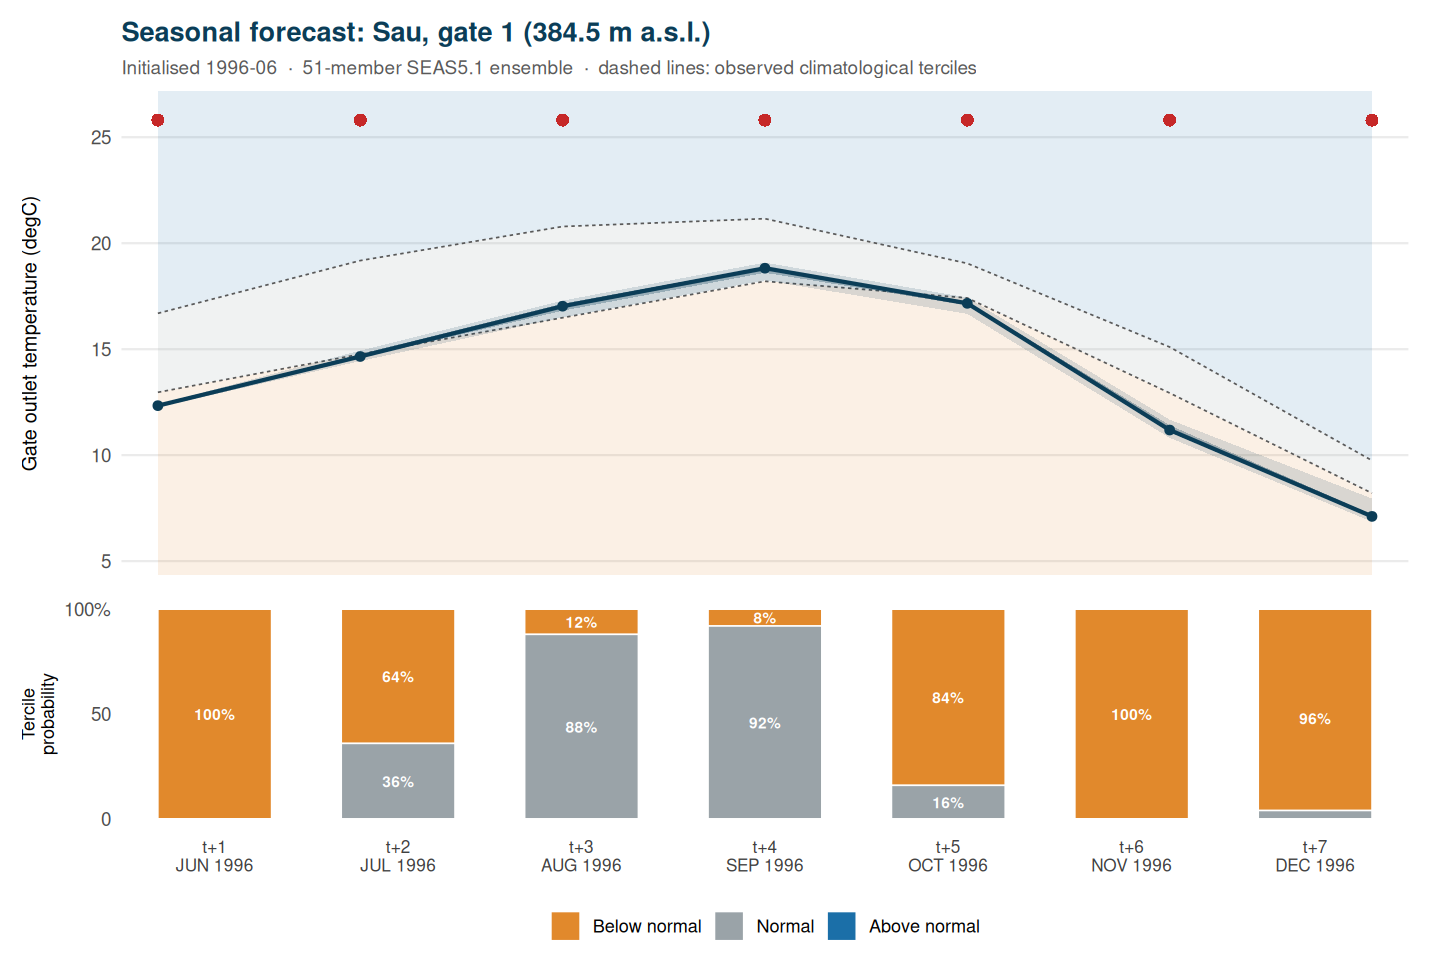 Seasonal forecast: Sau, gate 1 (384.5 m a.s.l.)
Initialised 1996-06 · 51-member SEAS5.1 ensemble · dashed lines: observed climatological terciles
Gate outlet temperature (degC)
25
20
15
10
5
Tercile
probability
100%
50
0
100%
64%
36%
12%
88%
8%
92%
84%
16%
100%
96%
t+1
JUN 1996
t+2
JUL 1996
t+3
AUG 1996
t+4
SEP 1996
t+5
OCT 1996
t+6
NOV 1996
t+7
DEC 1996
Below normal
Normal
Above normal